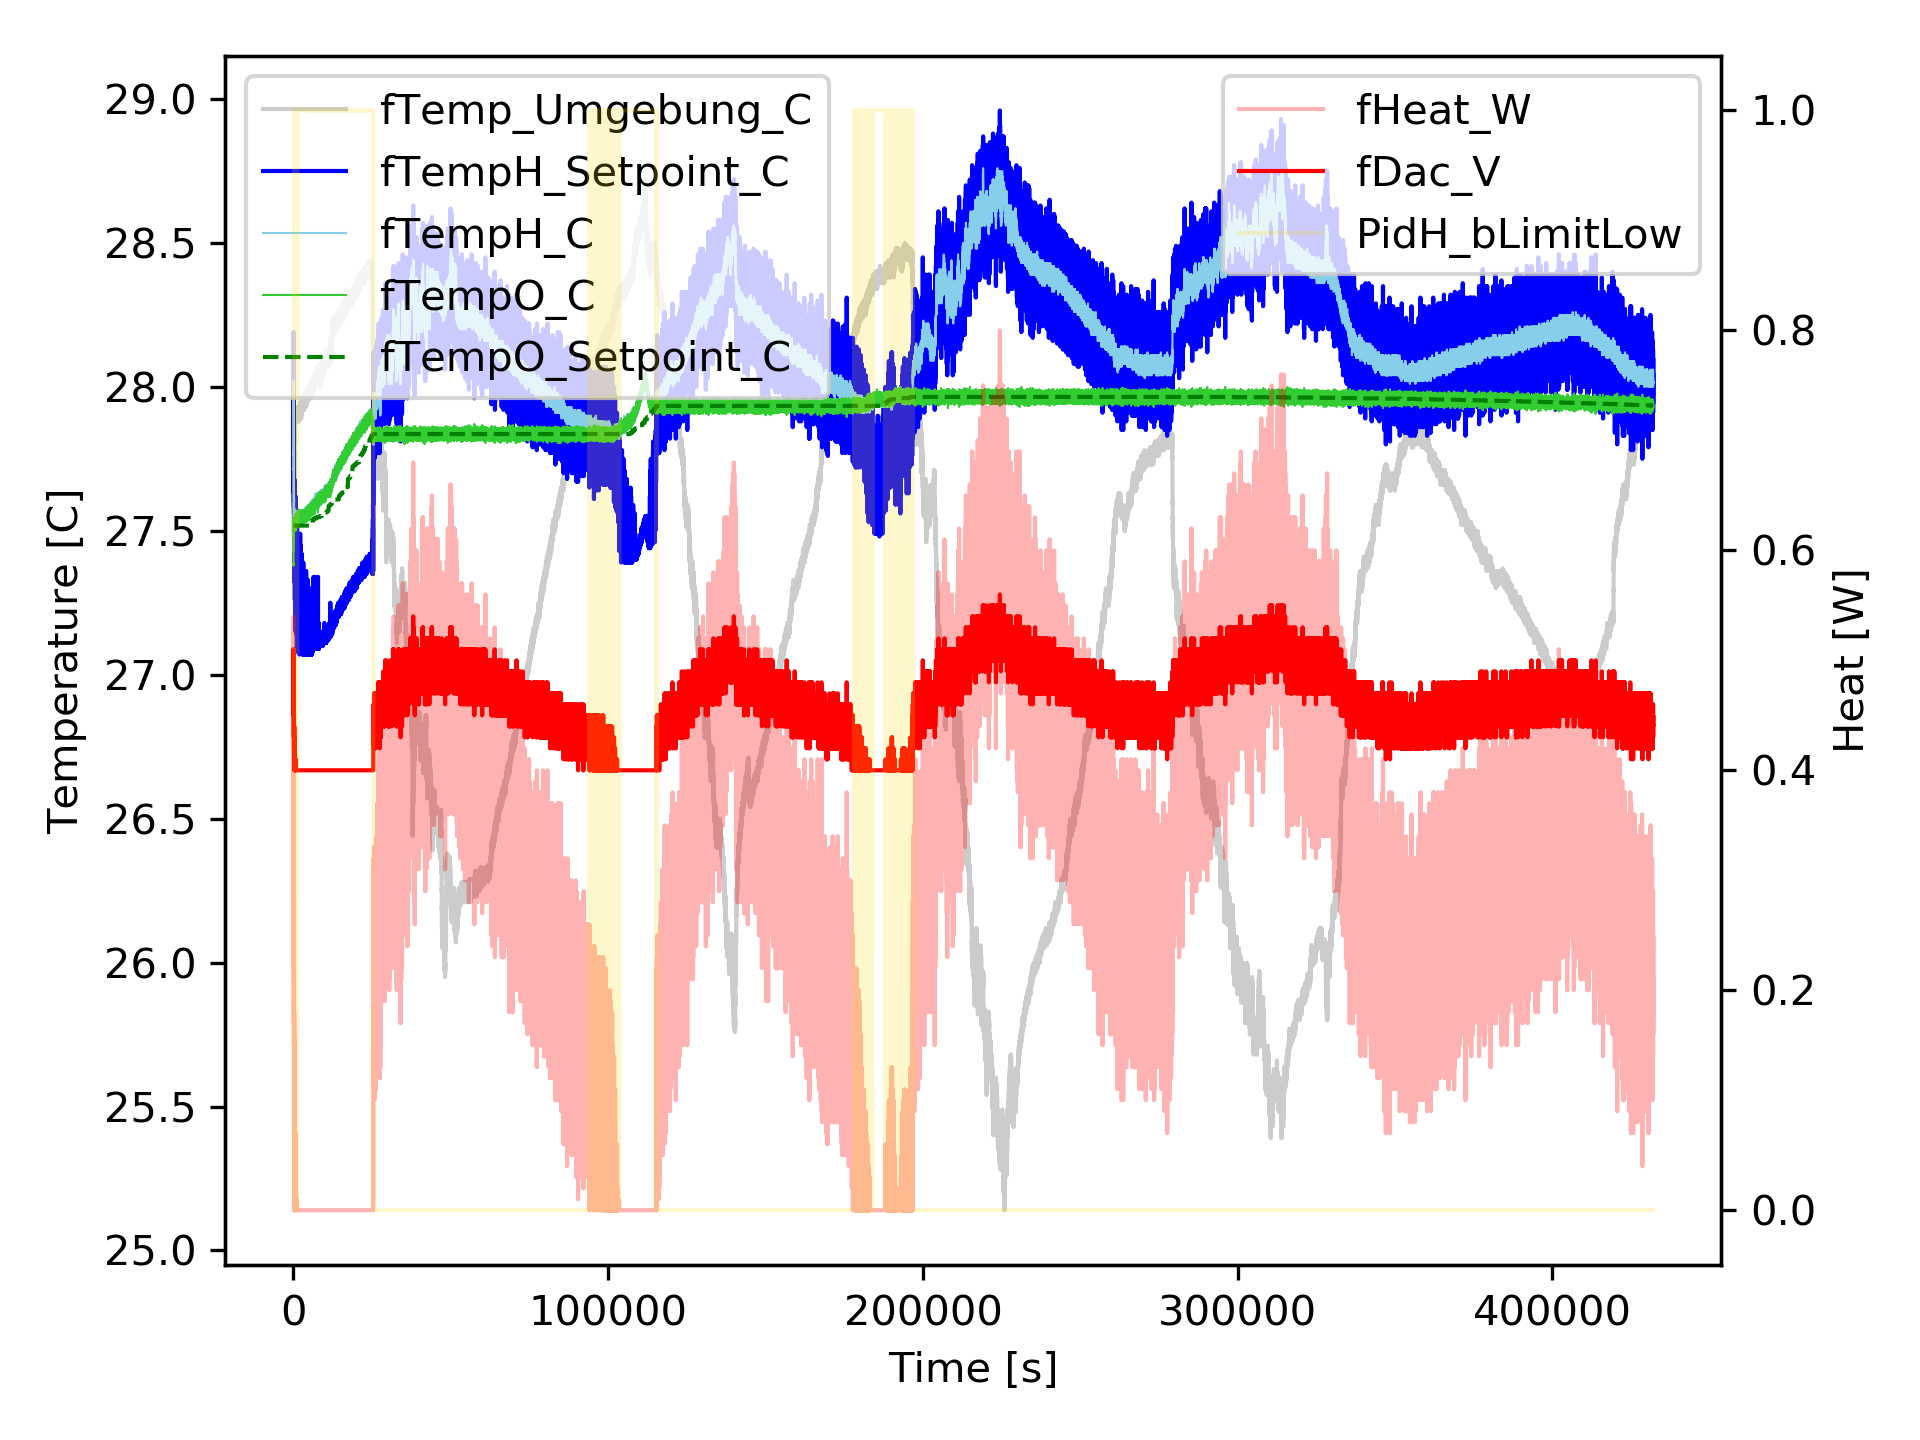 29.0
28.5
28.0
27.5
27.0
26.5
26.0
25.5
25.0
Temperature [C]
fTemp_Umgebung_C
fTempH_Setpoint_C
fTempH_C
fTempO_C
fTempO_Setpoint_C
fHeat_W
fDac_V
PidH_bLimitLow
1.0
0.8
0.6
0.4
0.2
0.0
Heat [W]
0
100000
200000
300000
400000
Time [s]